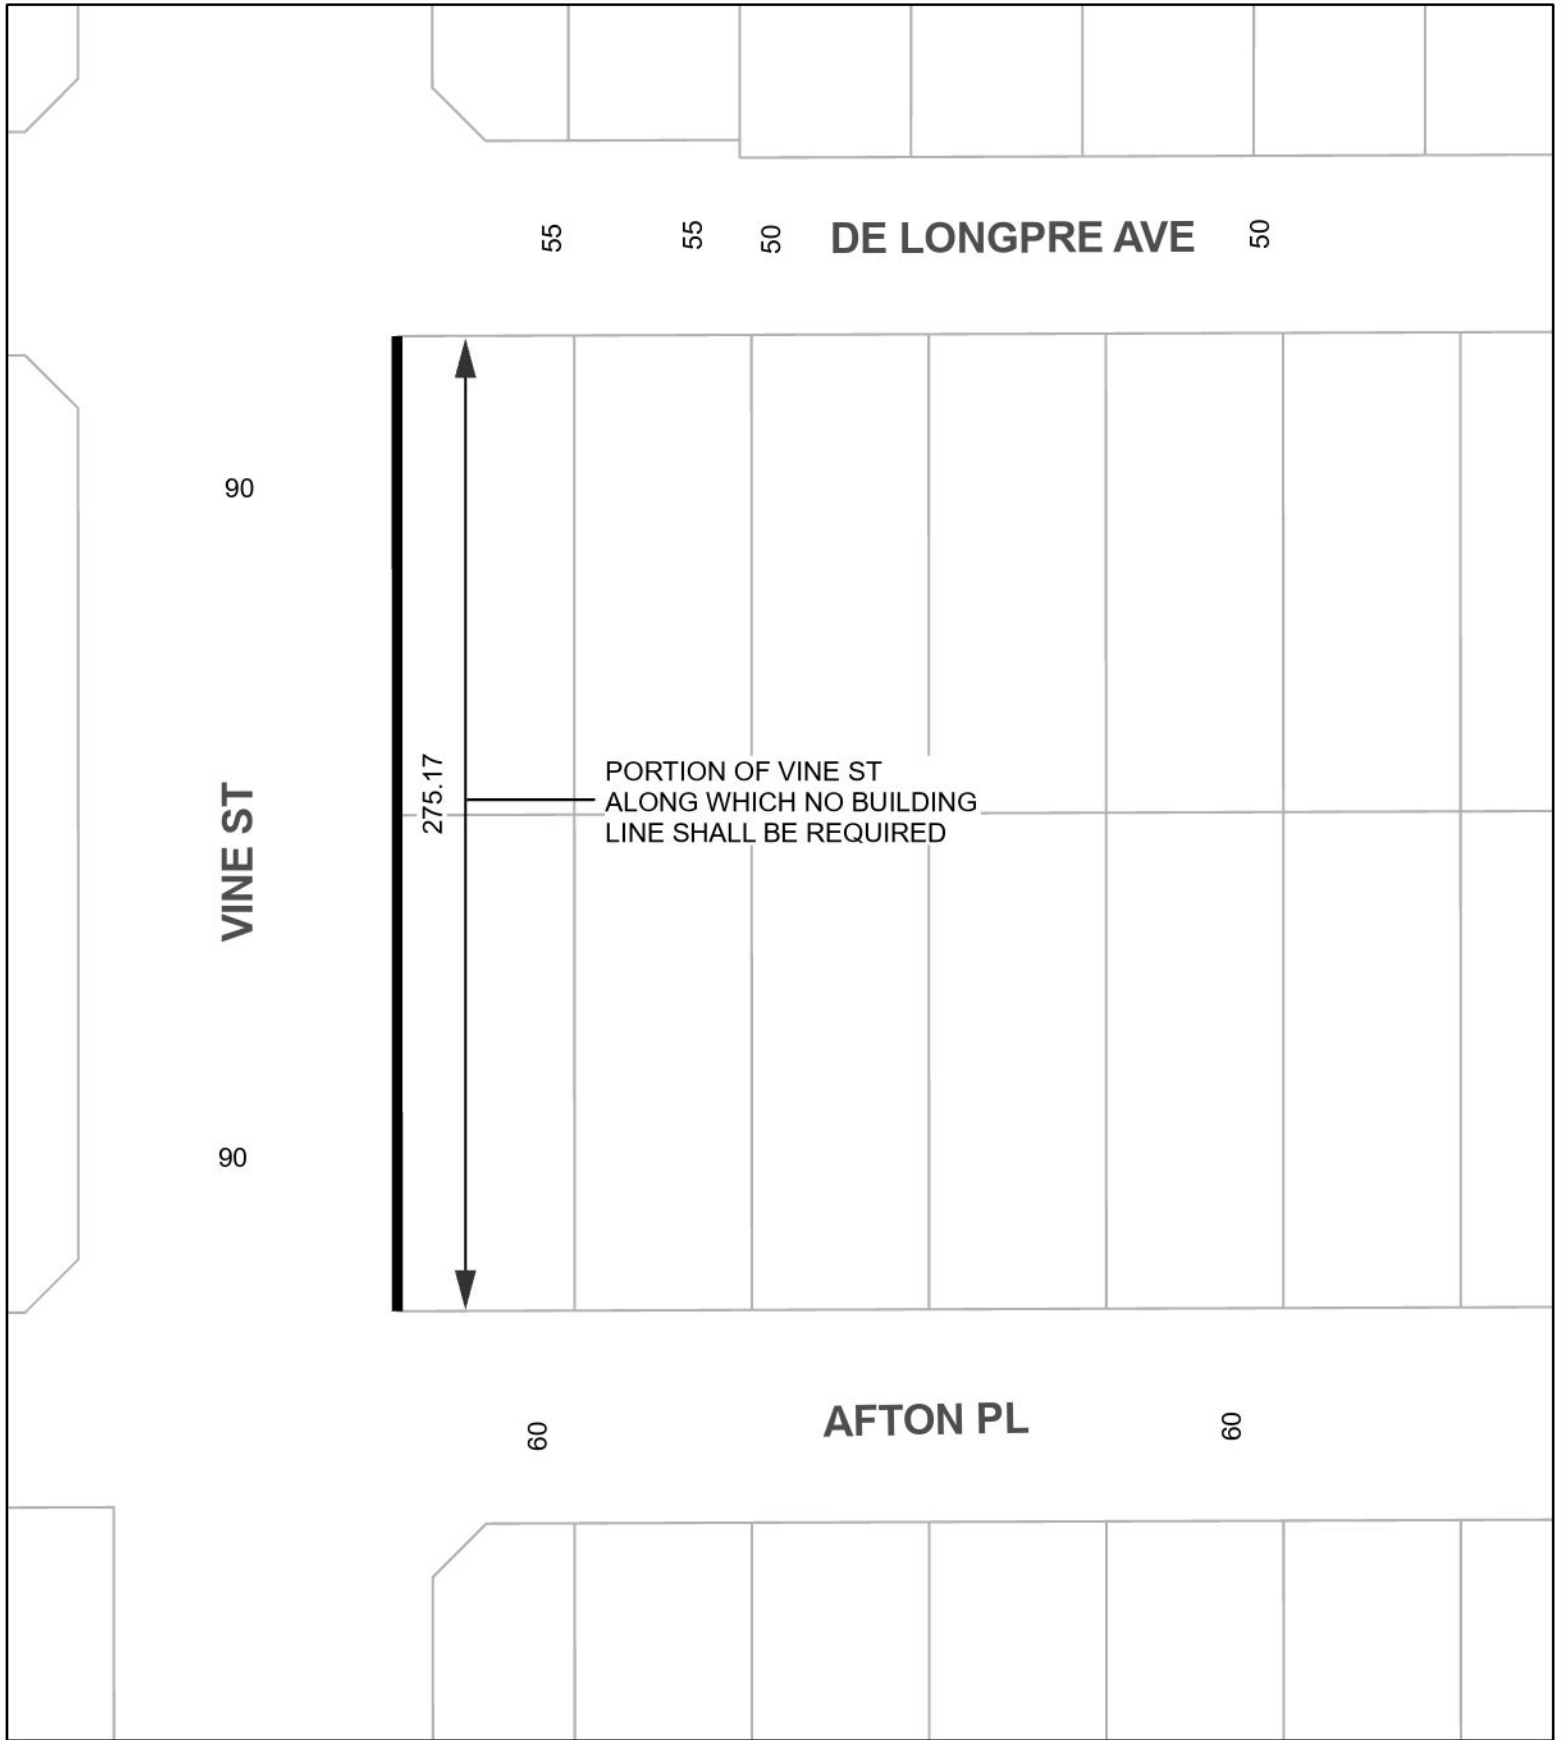 55
55
50
DE LONGPRE AVE
50
90
275.17
PORTION OF VINE ST
ALONG WHICH NO BUILDING
LINE SHALL BE REQUIRED
VINE ST
90
60
AFTON PL
60